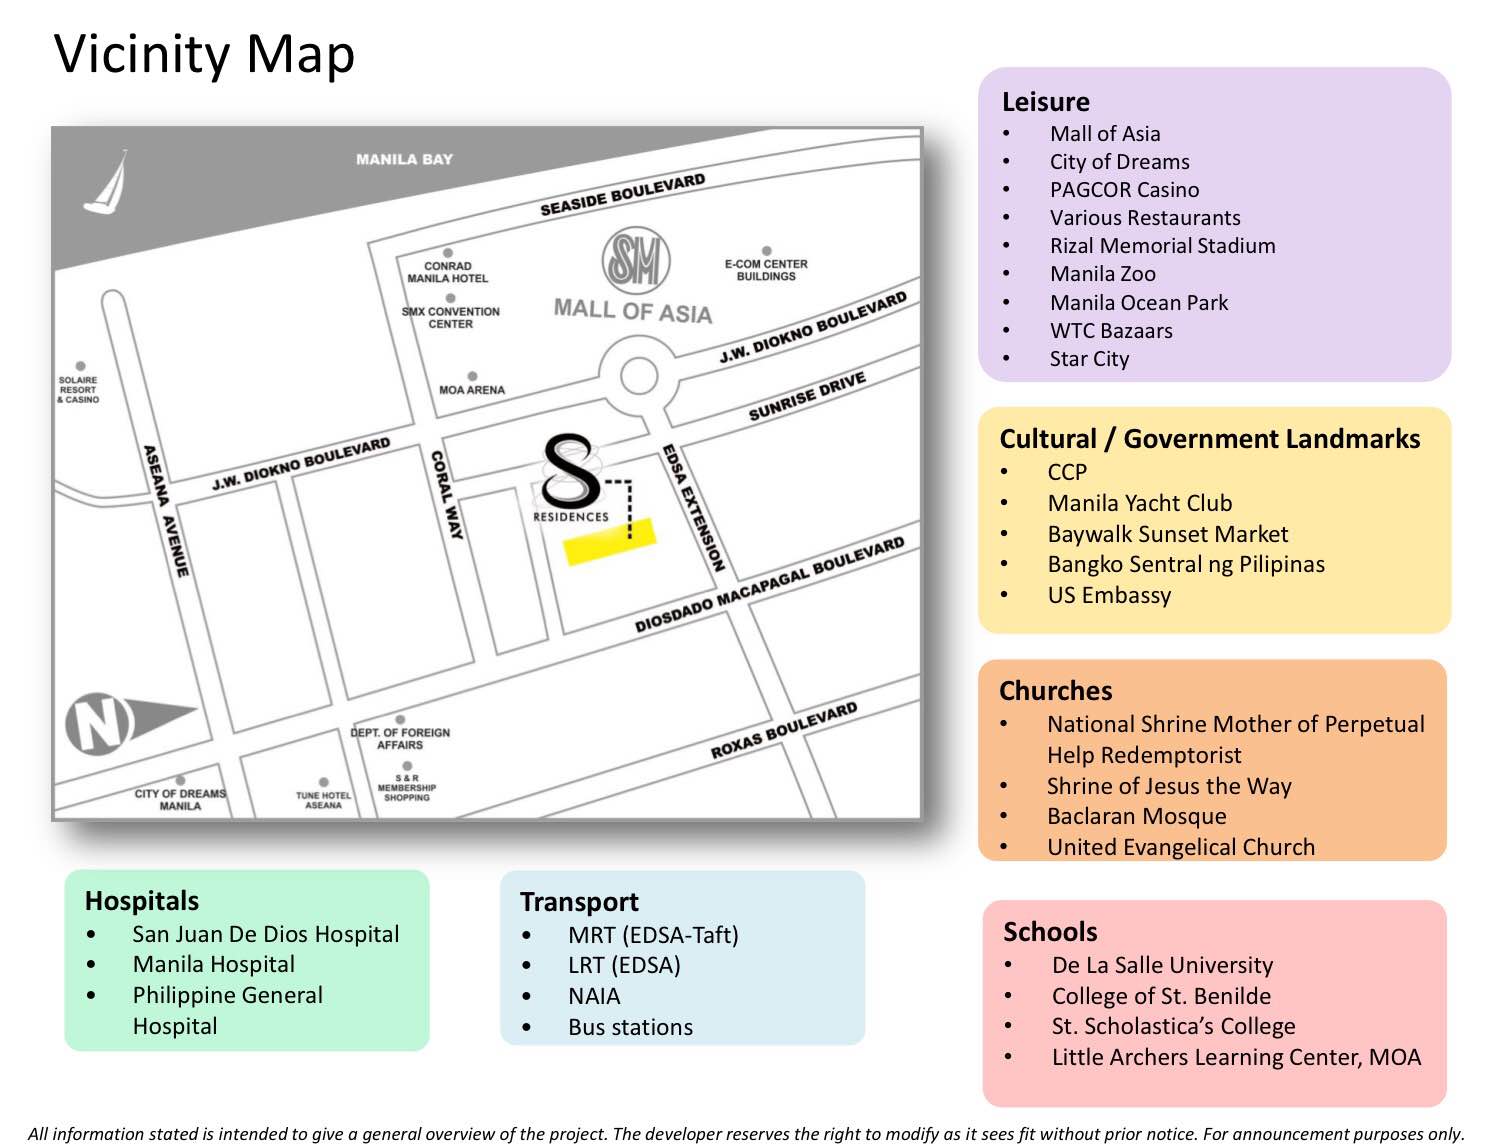 Vicinity Map
MANILA BAY
SEASIDE BOULEVARD
CONRAD
MANILA HOTEL
SMX CONVENTION
CENTER
SM
MALL OF ASIA
E-COM CENTER
BUILDINGS
J.W. DIOKNO BOULEVARD
SOLAIRE
RESORT
& CASINO
MOA ARENA
SUNRISE DRIVE
ASEANA AVENUE
J.W. DIOKNO BOULEVARD
CORAL WAY
S
RESIDENCES
EDSA EXTENSION
DIOSDADO MACAPAGAL BOULEVARD
N
DEPT. OF FOREIGN
AFFAIRS
ROXAS BOULEVARD
CITY OF DREAMS
MANILA
TUNE HOTEL
ASEANA
S & R
MEMBERSHIP
SHOPPING
Leisure
• Mall of Asia
• City of Dreams
• PAGCOR Casino
• Various Restaurants
• Rizal Memorial Stadium
• Manila Zoo
• Manila Ocean Park
• WTC Bazaars
• Star City
Cultural / Government Landmarks
• CCP
• Manila Yacht Club
• Baywalk Sunset Market
• Bangko Sentral ng Pilipinas
• US Embassy
Churches
• National Shrine Mother of Perpetual
Help Redemptorist
• Shrine of Jesus the Way
• Baclaran Mosque
• United Evangelical Church
Hospitals
• San Juan De Dios Hospital
• Manila Hospital
• Philippine General
Hospital
Transport
• MRT (EDSA-Taft)
• LRT (EDSA)
• NAIA
• Bus stations
Schools
• De La Salle University
• College of St. Benilde
• St. Scholastica’s College
• Little Archers Learning Center, MOA
All information stated is intended to give a general overview of the project. The developer reserves the right to modify as it sees fit without prior notice. For announcement purposes only.